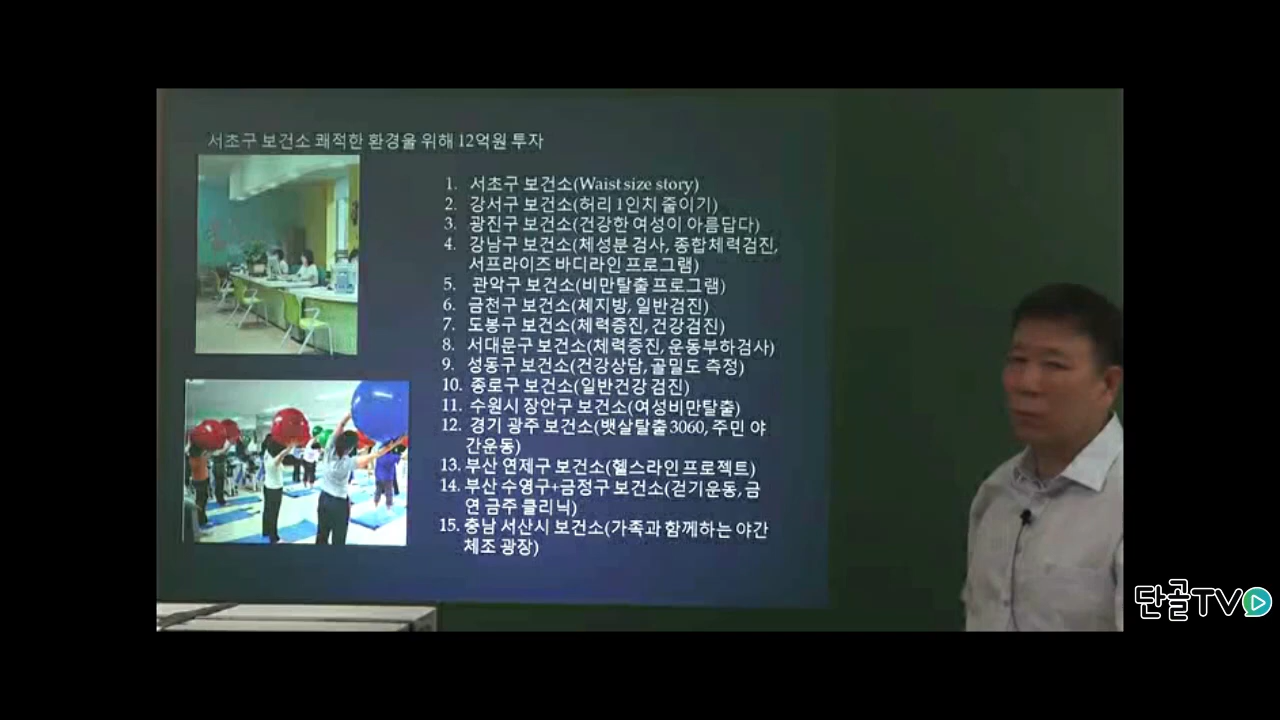 서초구 보건소 쾌적한 환경울 위해 12억원 투자
1. 서초구 보건소(Waist size story)
2. 강서구 보건소(허리 1인치 줄이기)
3. 광진구 보건소(건강한 여성이 아름답다)
4. 강남구 보건소(체성분 검사, 종합체력검진,
서프라이즈 바디라인 프로그램)
5. 관악구 보건소(비만탈출 프로그램)
6. 금천구 보건소(체지방, 일반검진)
7. 도봉구 보건소(체력증진, 건강검진)
8. 서대문구 보건소(체력증진, 운동부하검사)
9. 성동구 보건소(건강상담, 골밀도 측정)
10. 종로구 보건소(일반건강 검진)
11. 수원시 장안구 보건소(여성비만탈출)
12. 경기 광주 보건소(뱃살탈출 3060, 주민 야
간운동)
13. 부산 연제구 보건소(헬스라인 프로젝트)
14. 부산 수영구+금정구 보건소(걷기운동, 금
연 금주 클리닉)
15. 충남 서산시 보건소(가족과 함께하는 야간
체조 광장)
단골TV